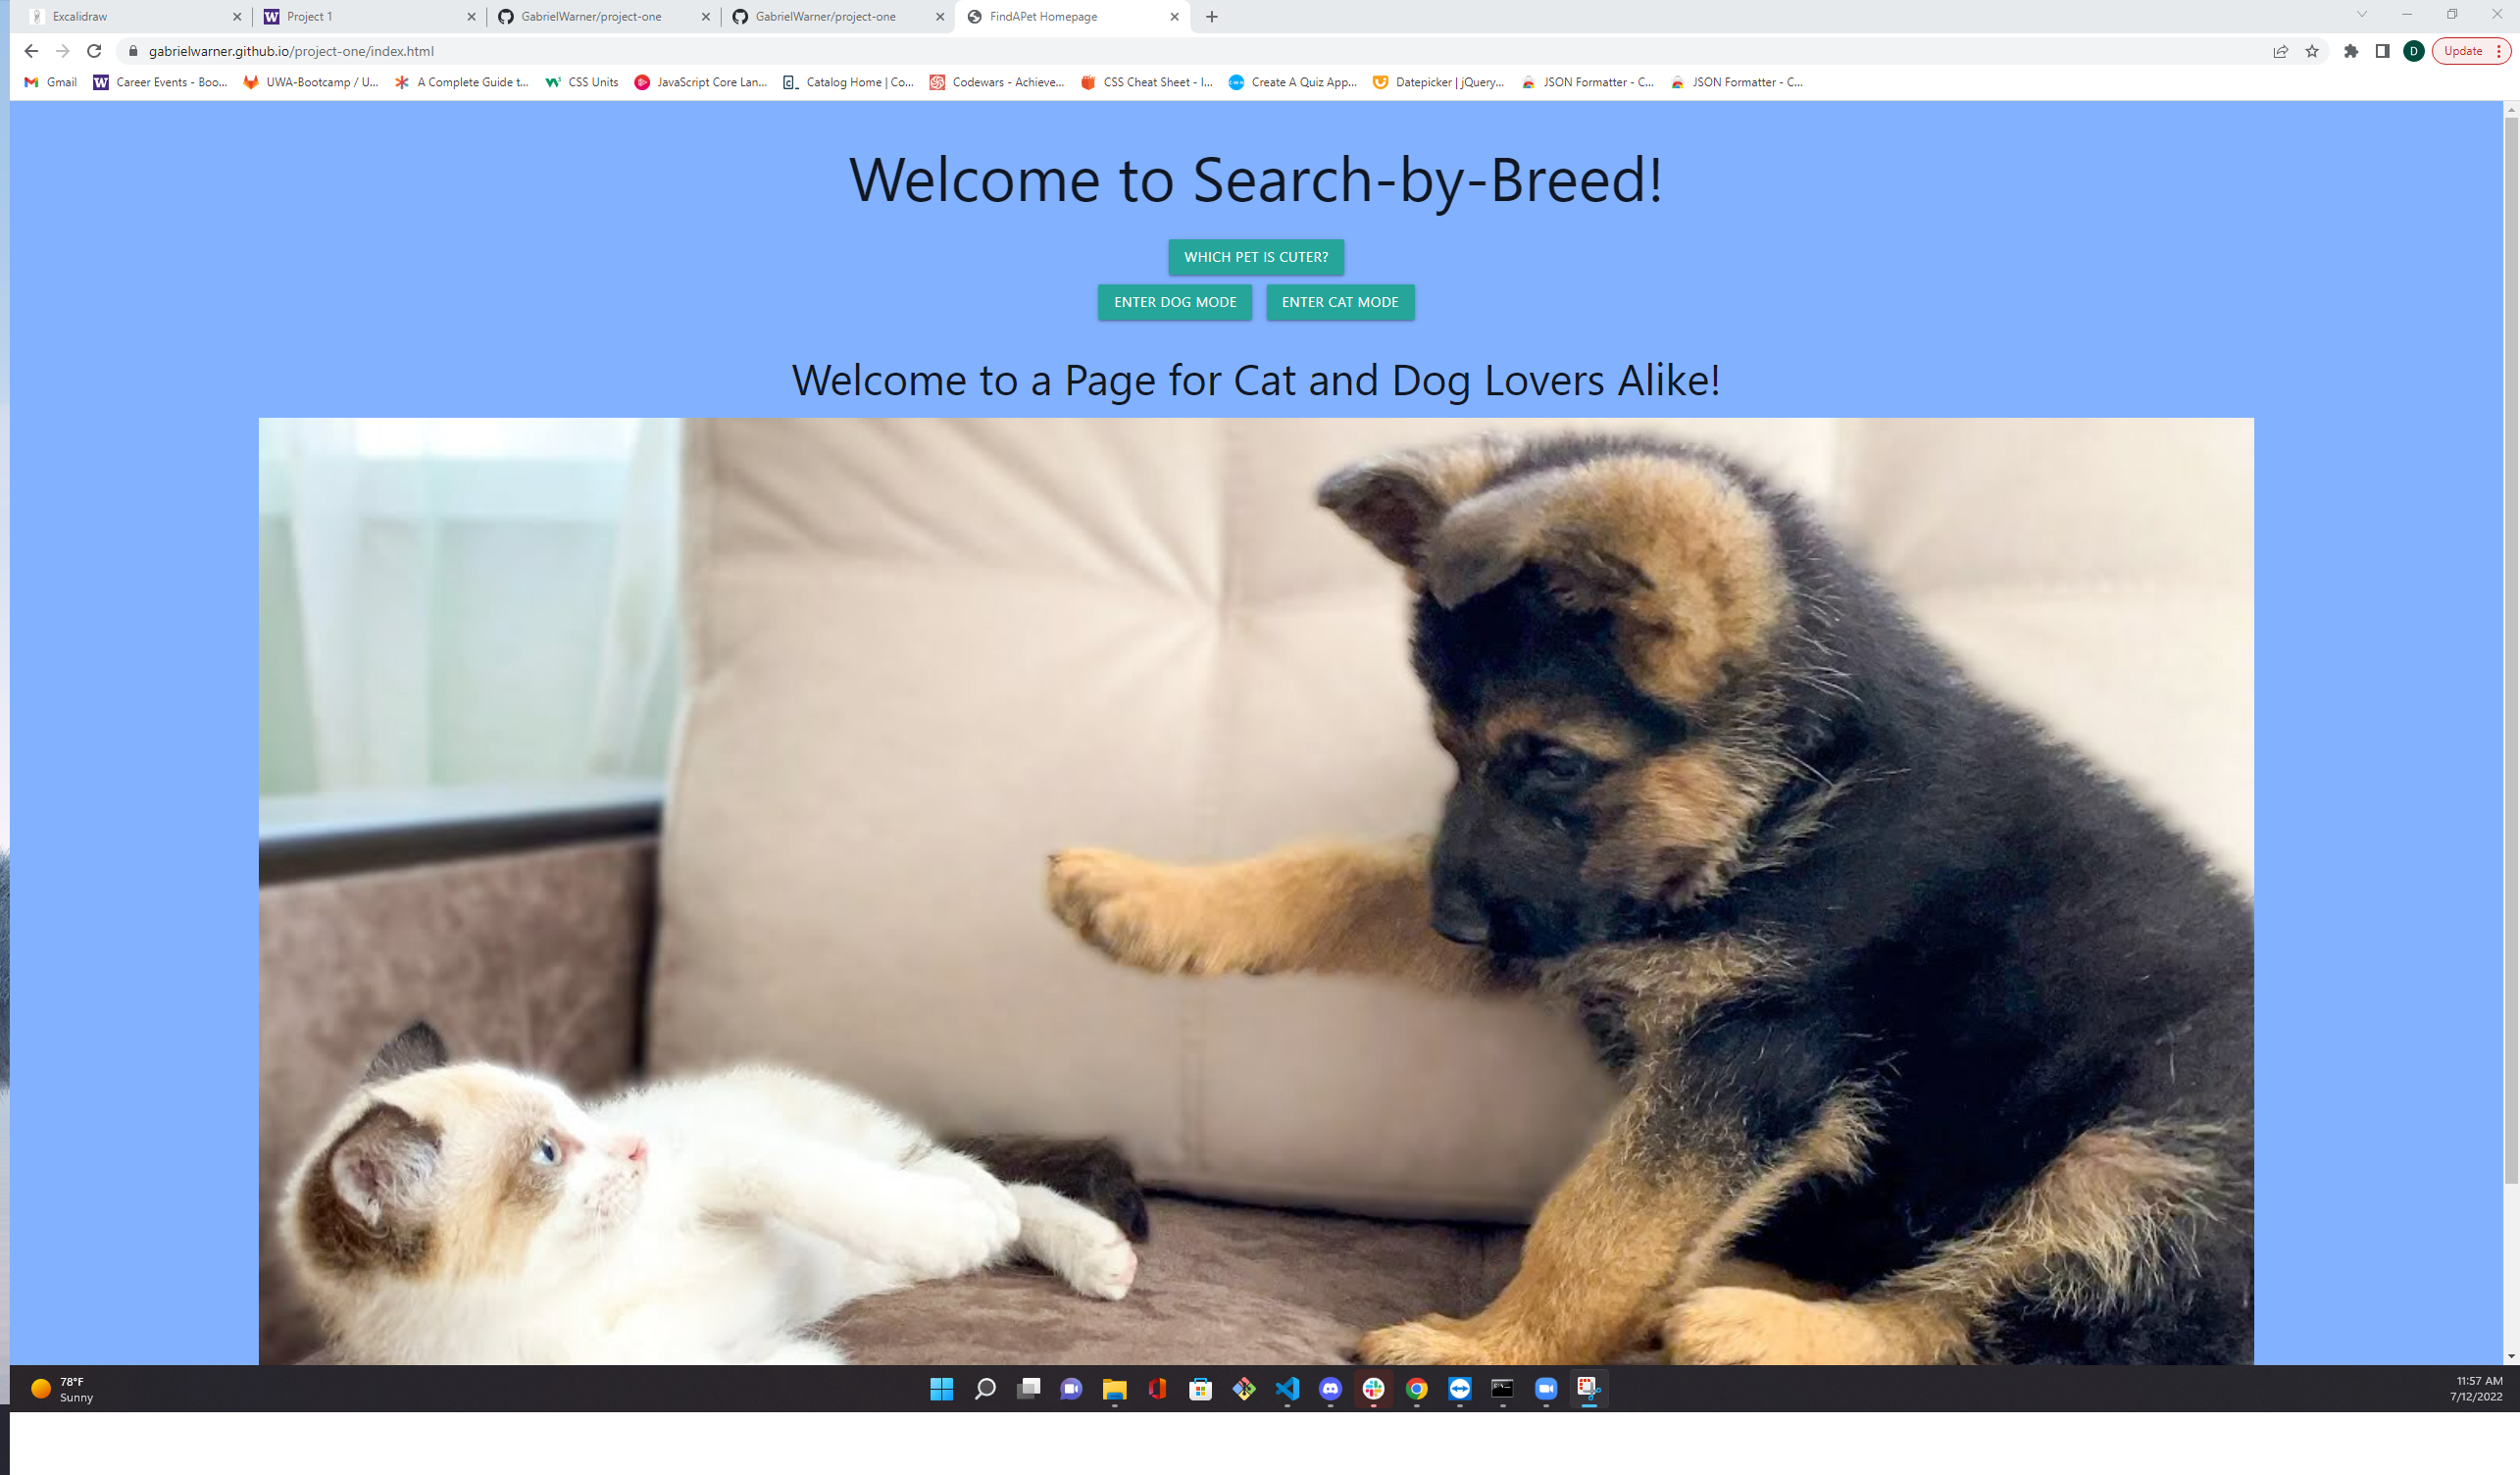 Excalidraw
Project 1
GabrielWarner/project-one
GabrielWarner/project-one
FindAPet Homepage
gabrielwarner.github.io/project-one/index.html
D
Update
Gmail
Career Events - Boo...
UWA-Bootcamp / U...
A Complete Guide t...
CSS Units
JavaScript Core Lan...
Catalog Home | Co...
Codewars - Achieve...
CSS Cheat Sheet - I...
Create A Quiz App...
Datepicker | jQuery...
JSON Formatter - C...
JSON Formatter - C...
Welcome to Search-by-Breed!
WHICH PET IS CUTER?
ENTER DOG MODE
ENTER CAT MODE
Welcome to a Page for Cat and Dog Lovers Alike!
78°F
Sunny
11:57 AM
7/12/2022